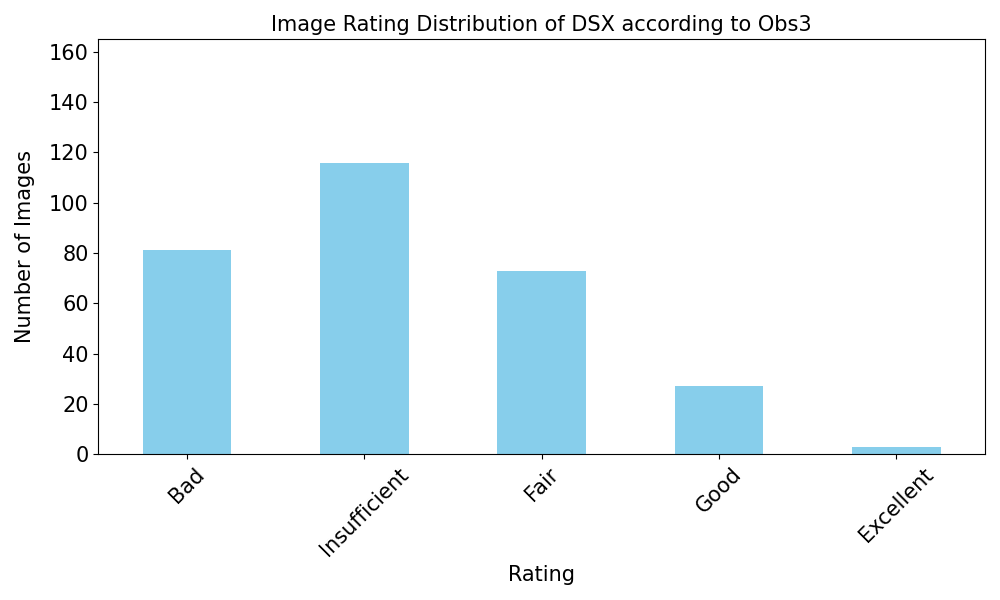 Image Rating Distribution of DSX according to Obs3
160
140
120
100
80
60
40
20
0
Number of Images
Bad
Insufficient
Fair
Good
Excellent
Rating